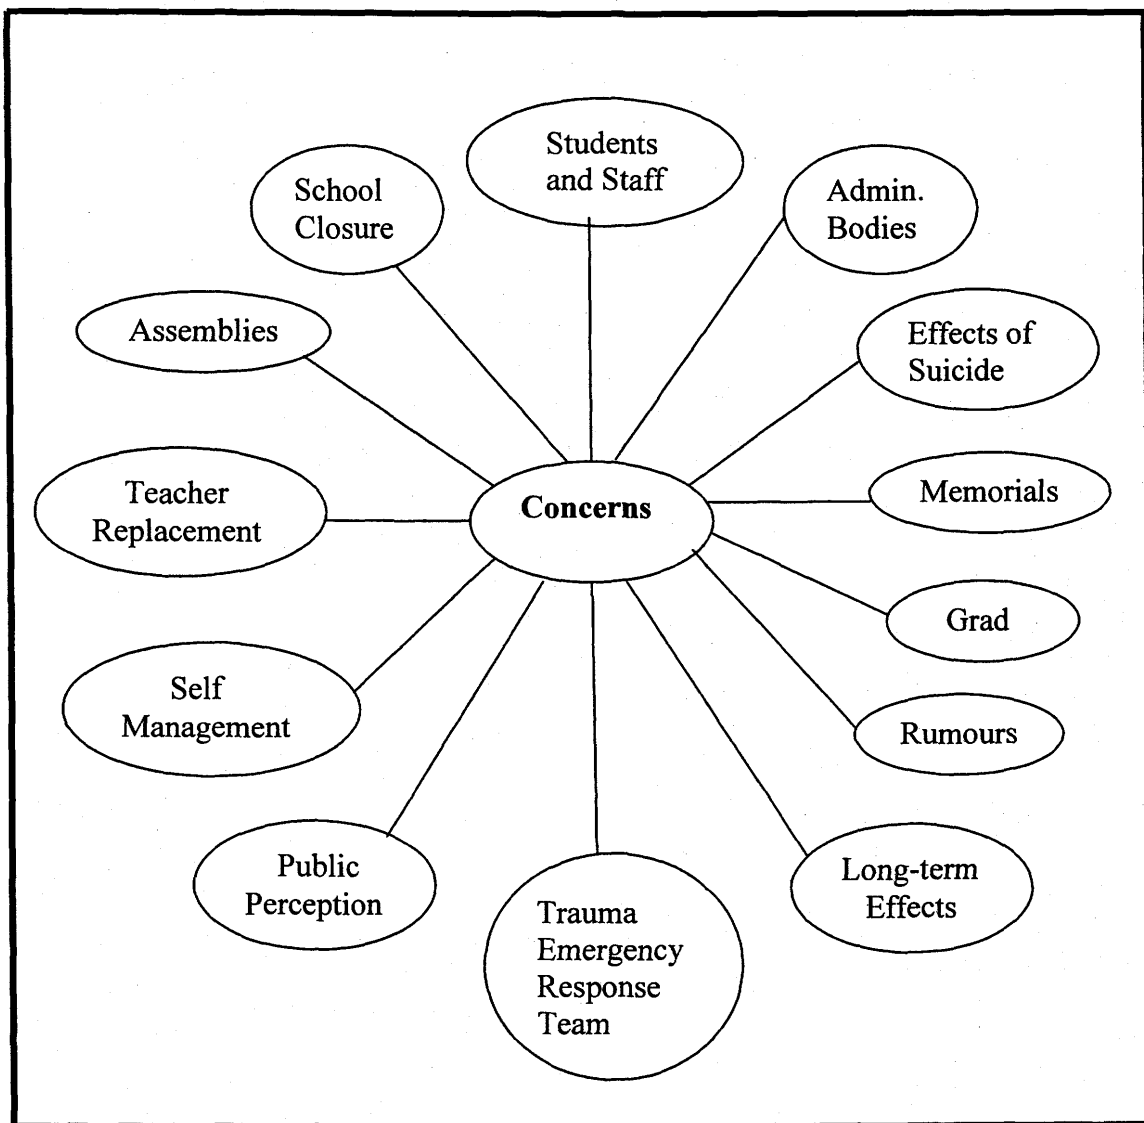 Students
and Staff
School
Closure
Admin.
Bodies
Assemblies
Effects of
Suicide
Teacher
Replacement
Concerns
Memorials
Grad
Self
Management
Rumours
Public
Perception
Long-term
Effects
Trauma
Emergency
Response
Team